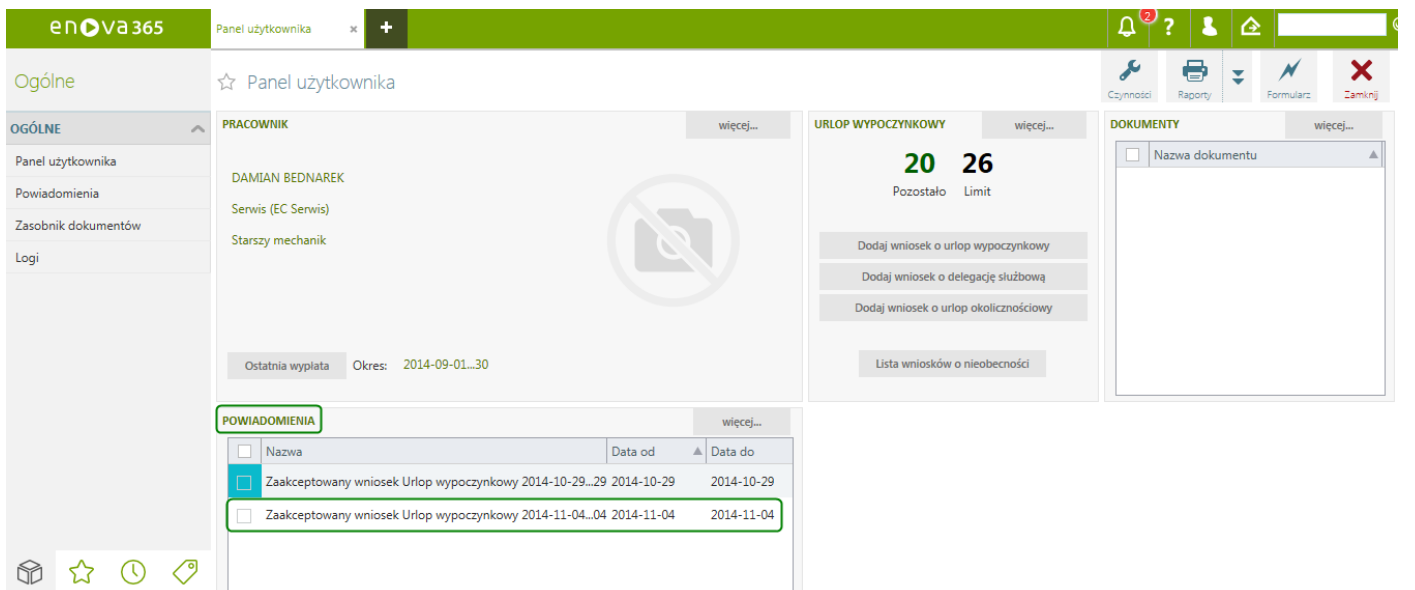 enova365
Panel użytkownika × +
2 ?
Ogólne
Panel użytkownika
Czynności Raporty Formularz Zamknij
OGÓLNE
Panel użytkownika
Powiadomienia
Zasobnik dokumentów
Logi
PRACOWNIK więcej...
DAMIAN BEDNAREK
Serwis (EC Serwis)
Starszy mechanik
Ostatnia wypłata Okres: 2014-09-01...30
URLOP WYPOCZYNKOWY więcej...
20 26
Pozostało Limit
Dodaj wniosek o urlop wypoczynkowy
Dodaj wniosek o delegację służbową
Dodaj wniosek o urlop okolicznościowy
Lista wniosków o nieobecności
DOKUMENTY więcej...
Nazwa dokumentu
POWIADOMIENIA więcej...
Nazwa Data od Data do
Zaakceptowany wniosek Urlop wypoczynkowy 2014-10-29...29 2014-10-29 2014-10-29
Zaakceptowany wniosek Urlop wypoczynkowy 2014-11-04...04 2014-11-04 2014-11-04